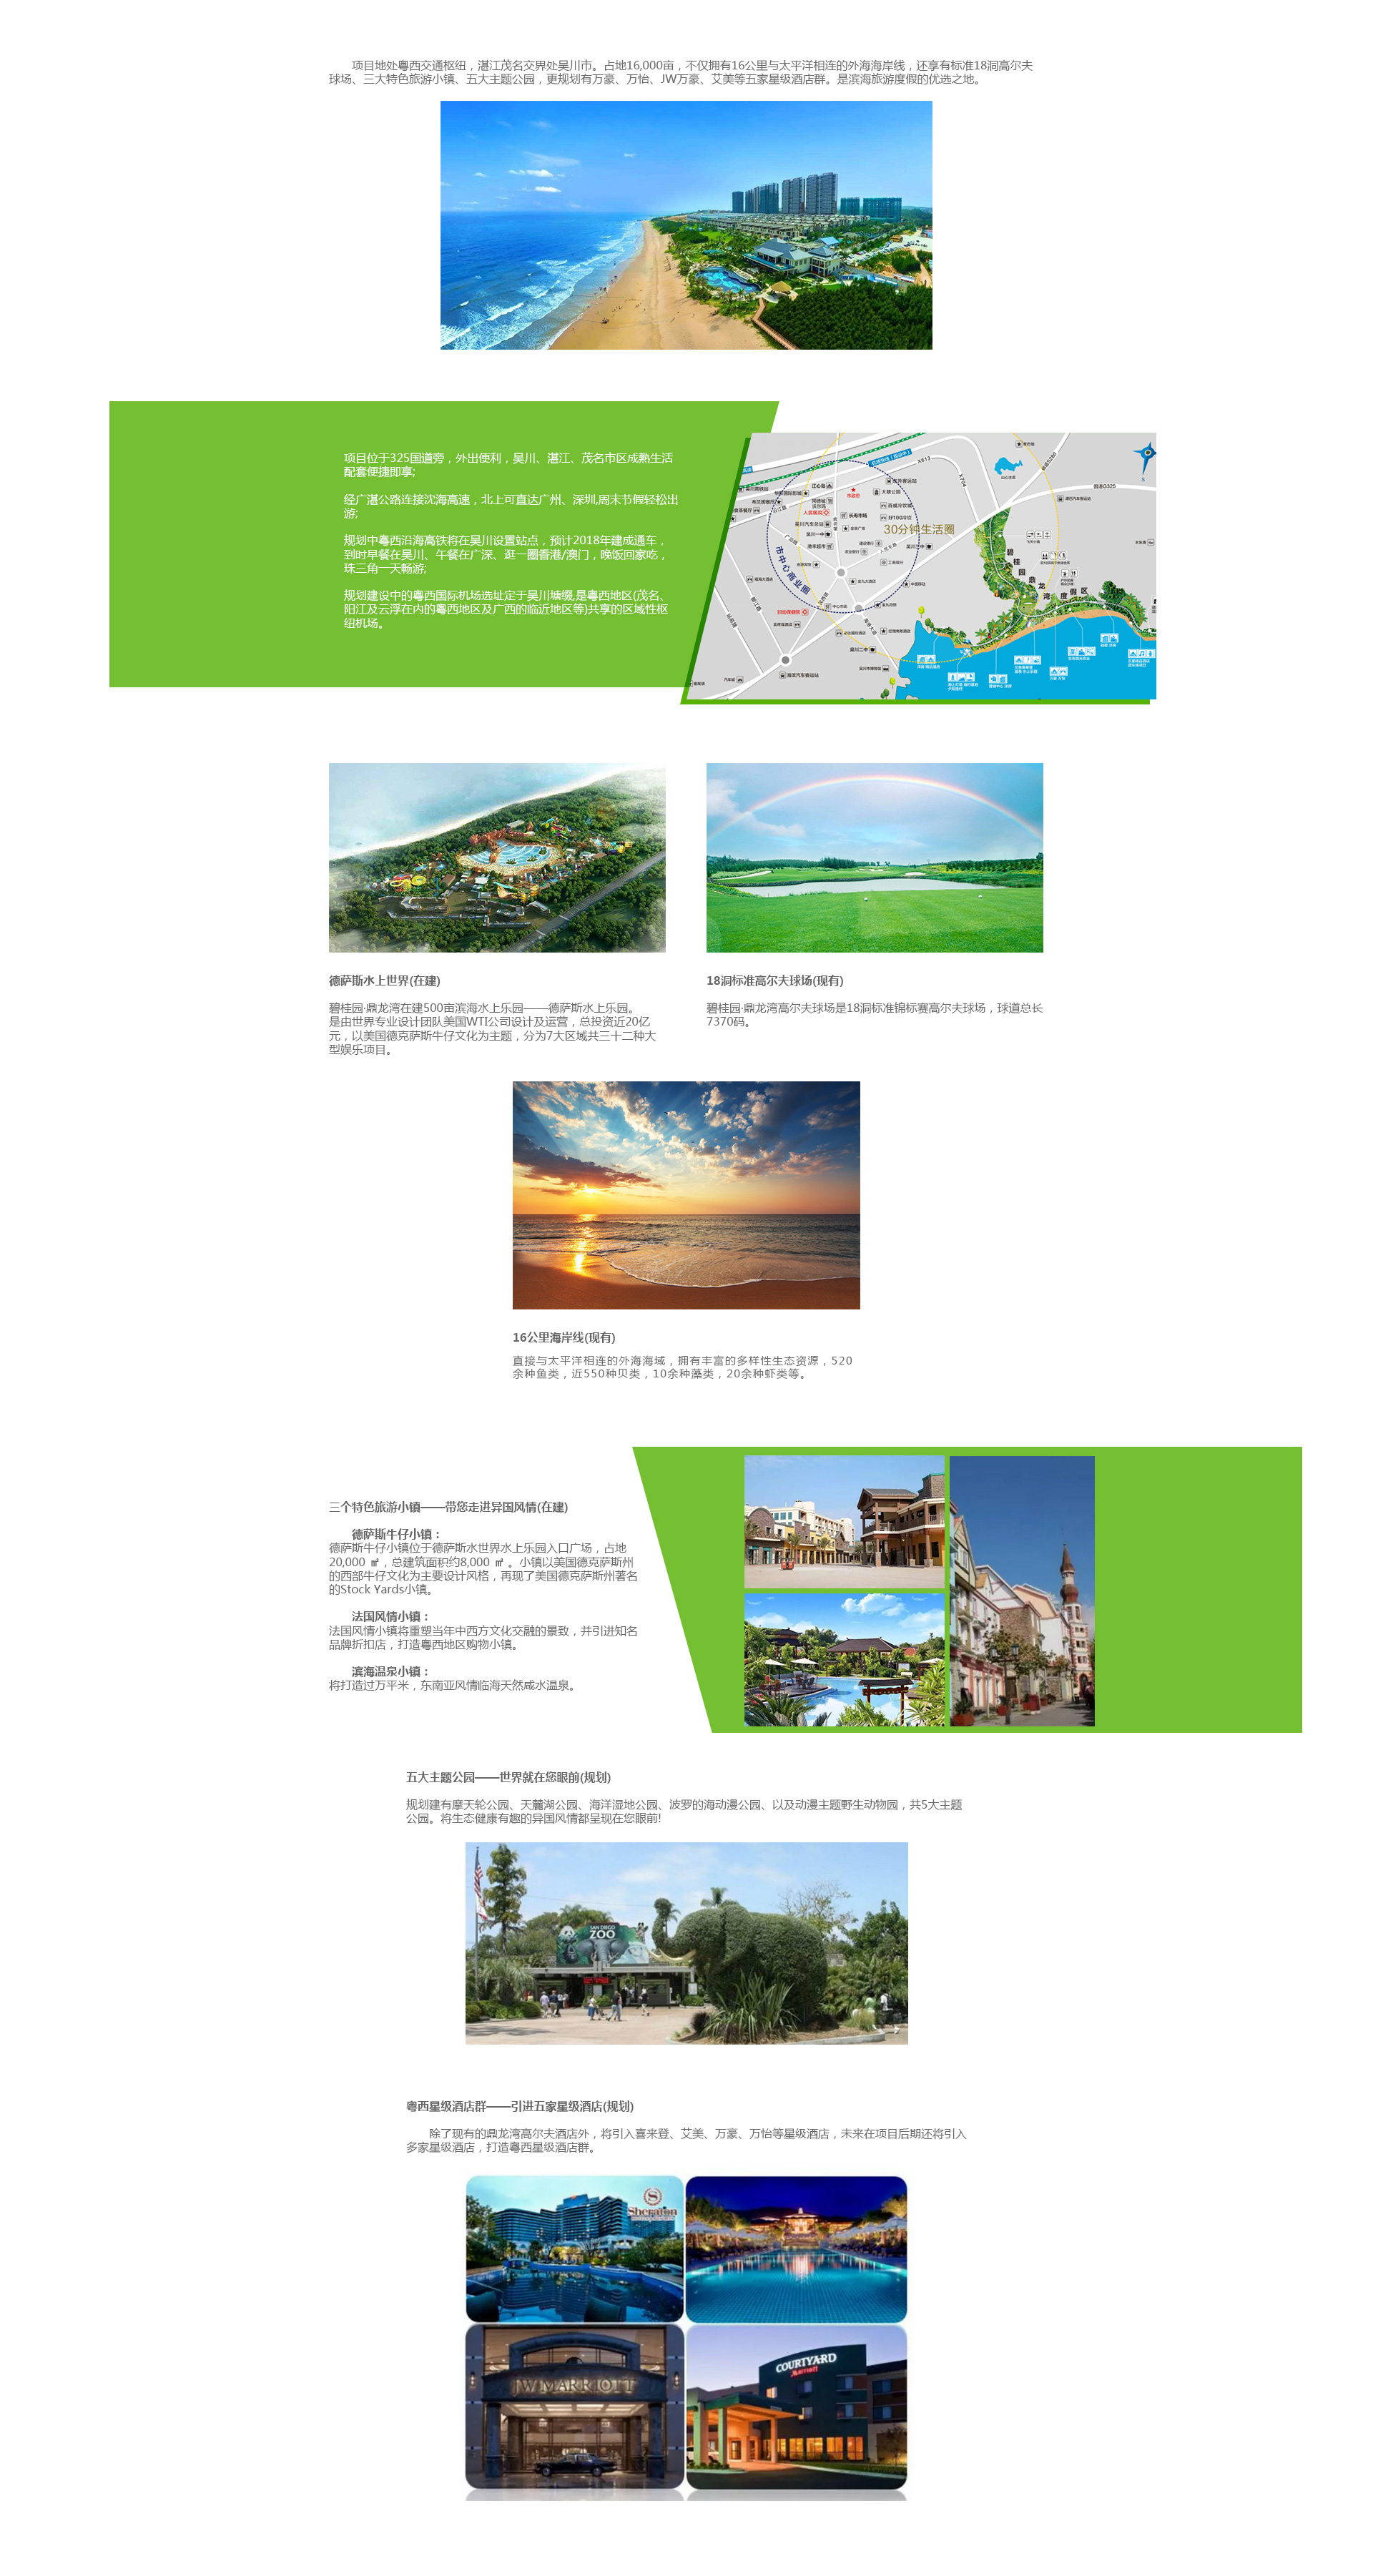 项目地处粤西交通枢纽，湛江茂名交界处吴川市。占地16,000亩，不仅拥有16公里与太平洋相连的外海海岸线，还享有标准18洞高尔夫
球场、三大特色旅游小镇、五大主题公园，更规划有万豪、万怡、JW万豪、艾美等五家星级酒店群。是滨海旅游度假的优选之地。
项目位于325国道旁，外出便利，吴川、湛江、茂名市区成熟生活
配套便捷即享;
经广湛公路连接沈海高速，北上可直达广州、深圳,周末节假轻松出
游;
规划中粤西沿海高铁将在吴川设置站点，预计2018年建成通车，
到时早餐在吴川、午餐在广深、逛一圈香港/澳门，晚饭回家吃，
珠三角一天畅游;
规划建设中的粤西国际机场选址定于吴川塘缀,是粤西地区(茂名、
阳江及云浮在内的粤西地区及广西的临近地区等)共享的区域性枢
纽机场。
30分钟生活圈
市中心商业圈
碧桂园鼎龙湾度假区
X613
X704
国道G325
江心岛
市政府
人民医院
吴川汽车总站
吴川一中
吴川二中
妇幼保健院
海滨汽车客运站
德萨斯水上世界(在建)
碧桂园·鼎龙湾在建500亩滨海水上乐园——德萨斯水上乐园。
是由世界专业设计团队美国WTI公司设计及运营，总投资近20亿
元，以美国德克萨斯牛仔文化为主题，分为7大区域共三十二种大
型娱乐项目。
18洞标准高尔夫球场(现有)
碧桂园·鼎龙湾高尔夫球场是18洞标准锦标赛高尔夫球场，球道总长
7370码。
16公里海岸线(现有)
直接与太平洋相连的外海海域，拥有丰富的多样性生态资源，520
余种鱼类，近550种贝类，10余种藻类，20余种虾类等。
三个特色旅游小镇——带您走进异国风情(在建)
德萨斯牛仔小镇：
德萨斯牛仔小镇位于德萨斯水世界水上乐园入口广场，占地
20,000 ㎡，总建筑面积约8,000 ㎡ 。小镇以美国德克萨斯州
的西部牛仔文化为主要设计风格，再现了美国德克萨斯州著名
的Stock Yards小镇。
法国风情小镇：
法国风情小镇将重塑当年中西方文化交融的景致，并引进知名
品牌折扣店，打造粤西地区购物小镇。
滨海温泉小镇：
将打造过万平米，东南亚风情临海天然咸水温泉。
五大主题公园——世界就在您眼前(规划)
规划建有摩天轮公园、天麓湖公园、海洋湿地公园、波罗的海动漫公园、以及动漫主题野生动物园，共5大主题
公园。将生态健康有趣的异国风情都呈现在您眼前!
SAN DIEGO
ZOO
粤西星级酒店群——引进五家星级酒店(规划)
除了现有的鼎龙湾高尔夫酒店外，将引入喜来登、艾美、万豪、万怡等星级酒店，未来在项目后期还将引入
多家星级酒店，打造粤西星级酒店群。
Sheraton
JW MARRIOTT
COURTYARD
Marriott